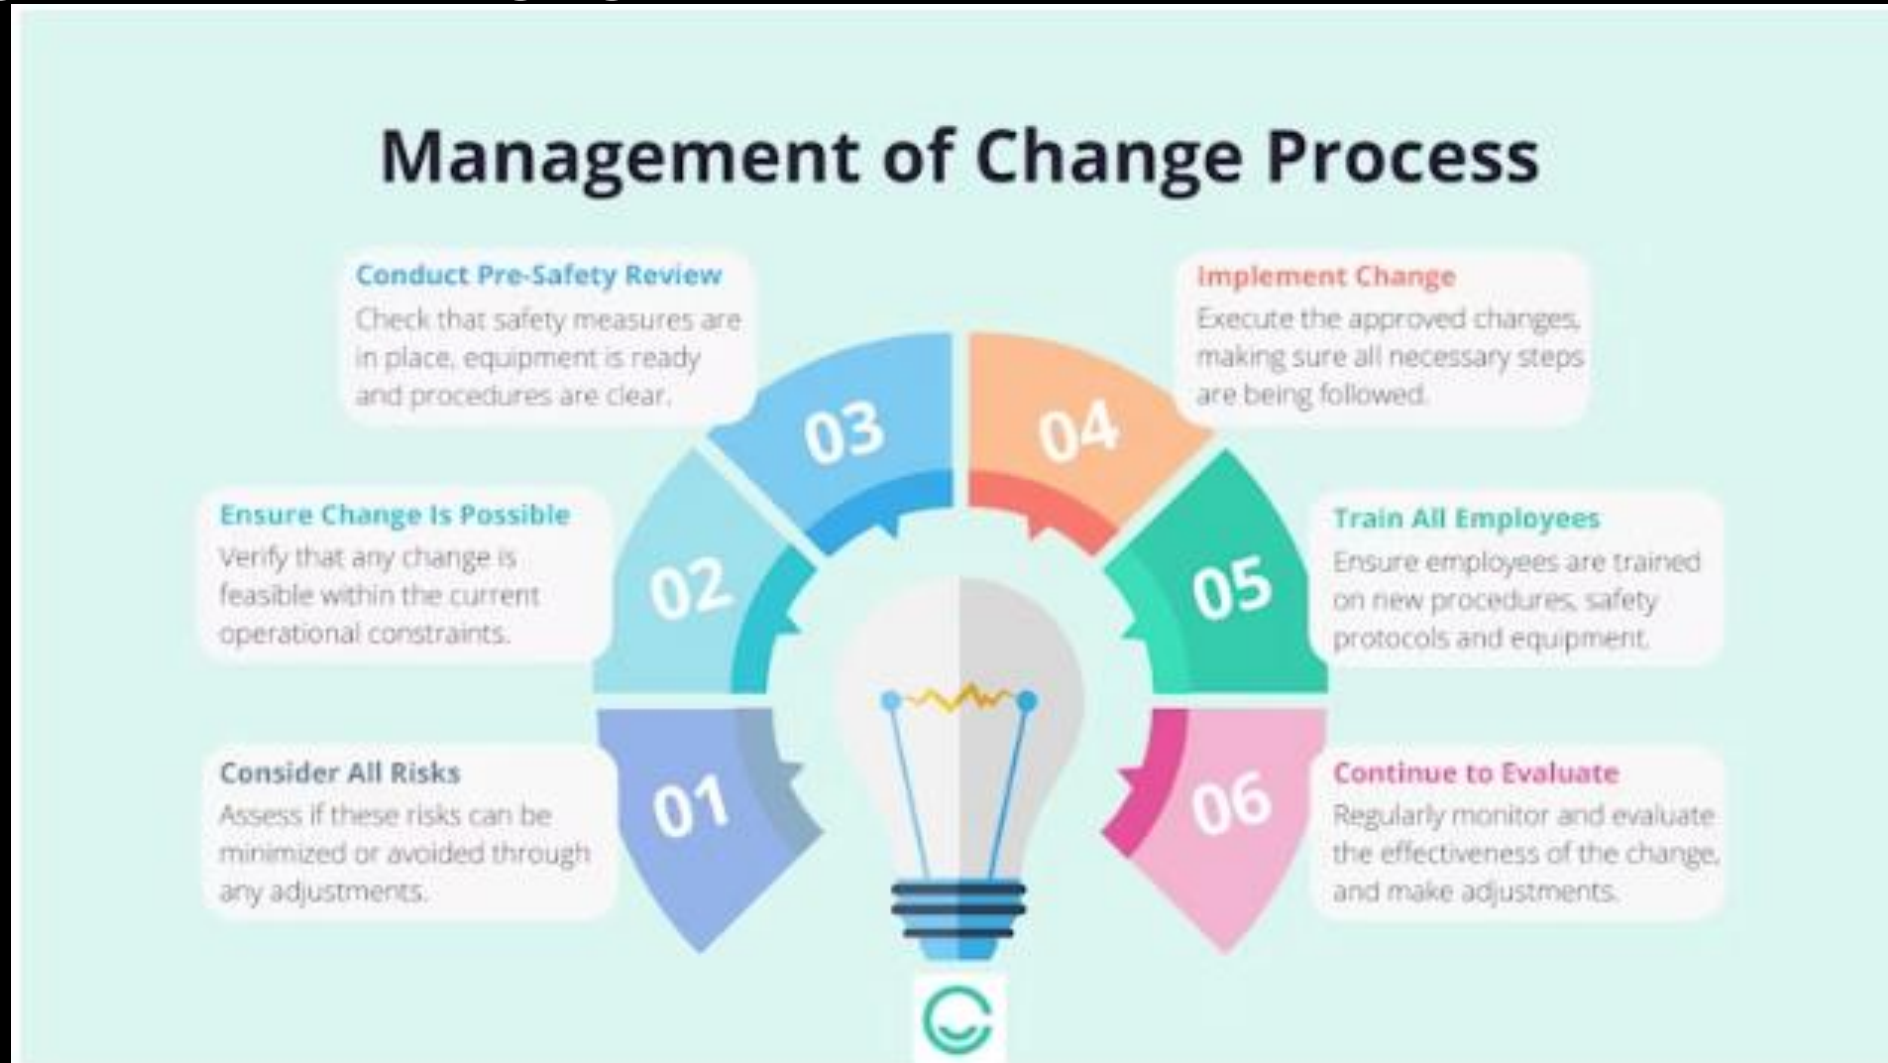 Management of Change Process
01
Consider All Risks
Assess if these risks can be
minimized or avoided through
any adjustments.
02
Ensure Change Is Possible
Verify that any change is
feasible within the current
operational constraints.
03
Conduct Pre-Safety Review
Check that safety measures are
in place, equipment is ready
and procedures are clear.
04
Implement Change
Execute the approved changes,
making sure all necessary steps
are being followed.
05
Train All Employees
Ensure employees are trained
on new procedures, safety
protocols and equipment.
06
Continue to Evaluate
Regularly monitor and evaluate
the effectiveness of the change,
and make adjustments.